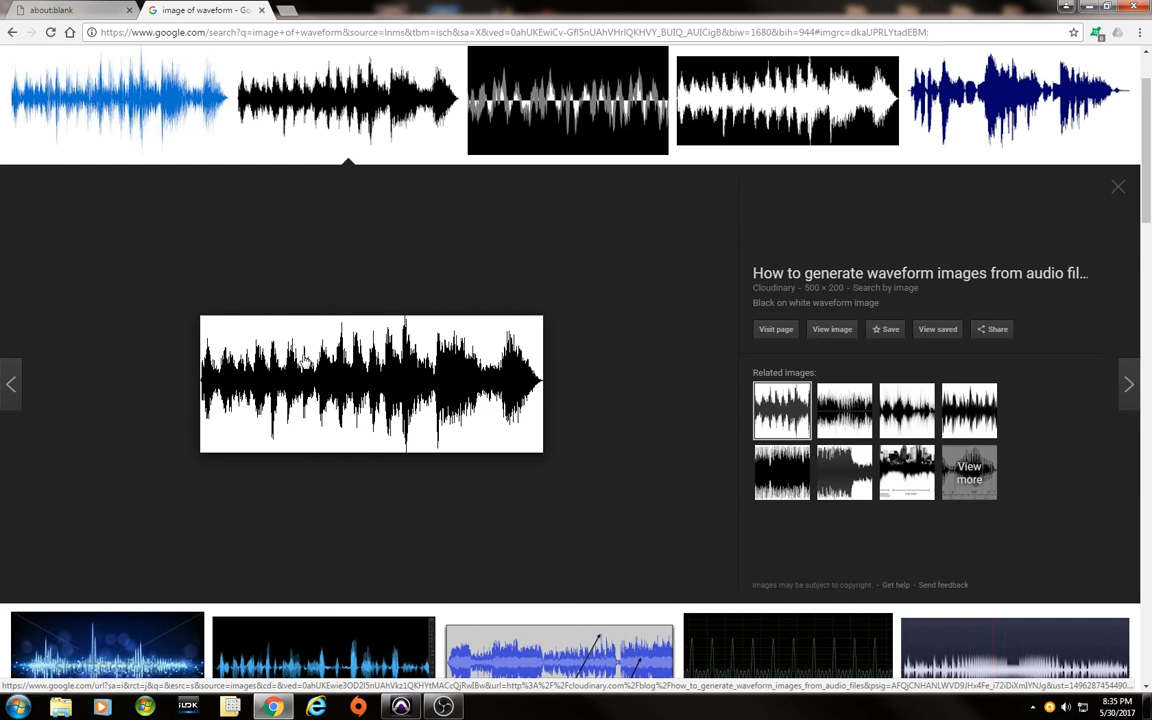 about:blank
image of waveform - Go
https://www.google.com/search?q=image+of+waveform&source=lnms&tbm=isch&sa=X&ved=0ahUKEwiCv-Gfl5nUAhVHrIQKHVY_BUIQ_AUICigB&biw=1680&bih=944#imgrc=dkaUPRLYtadEBM:
How to generate waveform images from audio fil...
Cloudinary - 500 × 200 - Search by image
Black on white waveform image
Visit page
View image
Save
View saved
Share
Related images:
View more
Images may be subject to copyright. - Get help - Send feedback
8:35 PM
5/30/2017